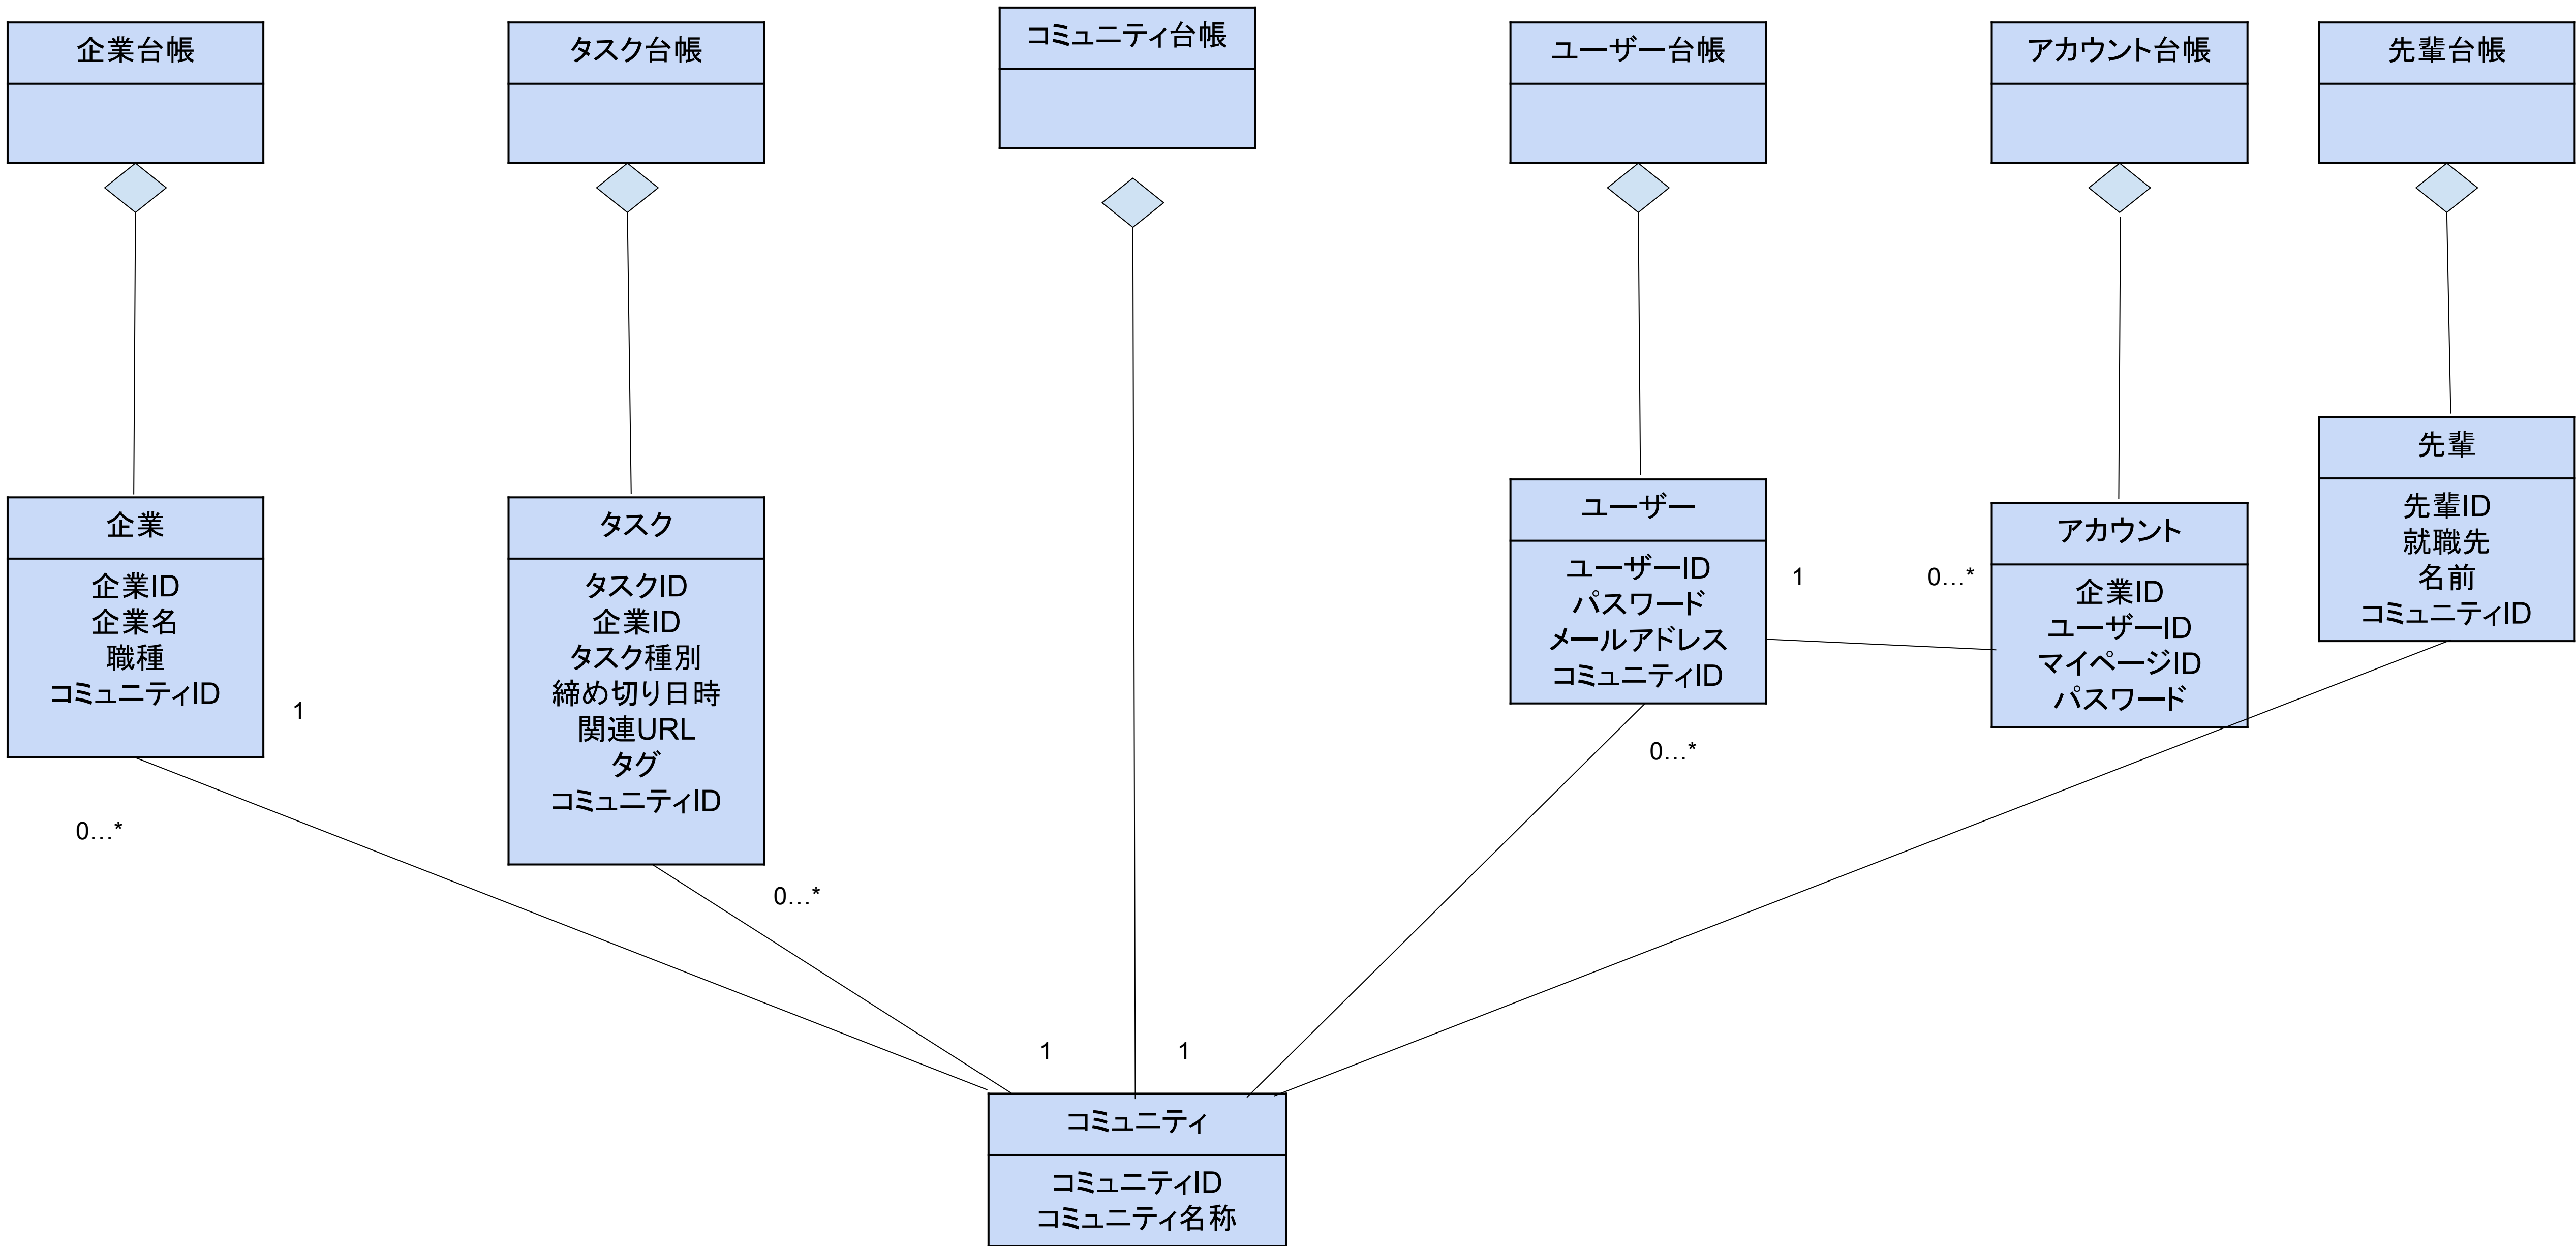 企業台帳
タスク台帳
コミュニティ台帳
ユーザー台帳
アカウント台帳
先輩台帳
企業
企業ID
企業名
職種
コミュニティID
1
0...*
タスク
タスクID
企業ID
タスク種別
締め切り日時
関連URL
タグ
コミュニティID
0...*
ユーザー
ユーザーID
パスワード
メールアドレス
コミュニティID
1
0...*
0...*
アカウント
企業ID
ユーザーID
マイページID
パスワード
先輩
先輩ID
就職先
名前
コミュニティID
1
1
コミュニティ
コミュニティID
コミュニティ名称